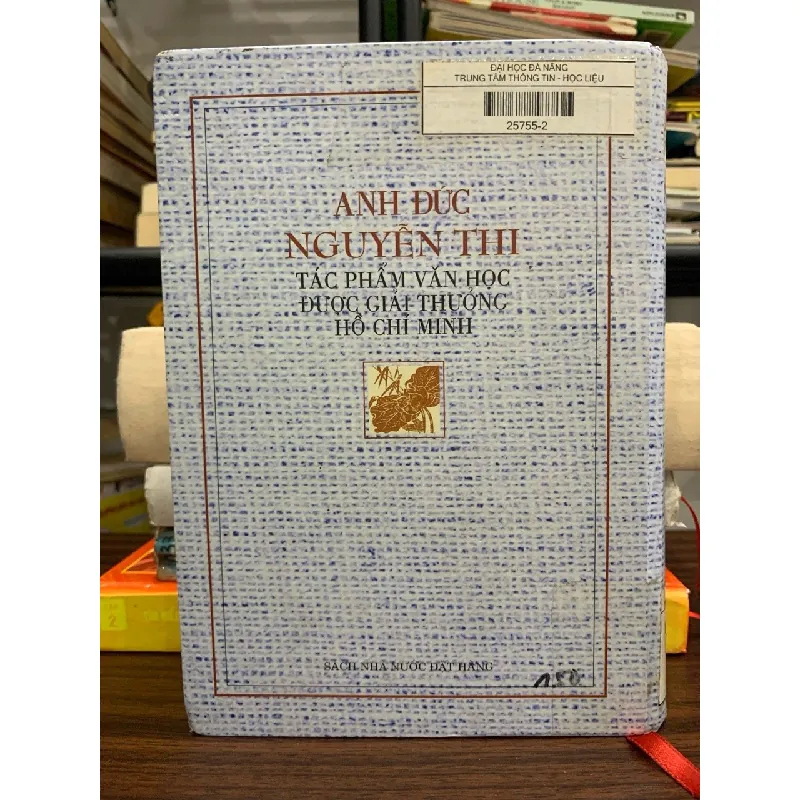 ĐẠI HỌC ĐÀ NẴNG
TRUNG TÂM THÔNG TIN - HỌC LIỆU
25755-2
ANH ĐỨC
NGUYỄN THI
TÁC PHẨM VĂN HỌC
ĐƯỢC GIẢI THƯỞNG
HỒ CHÍ MINH
SÁCH NHÀ NƯỚC ĐẶT HÀNG
2